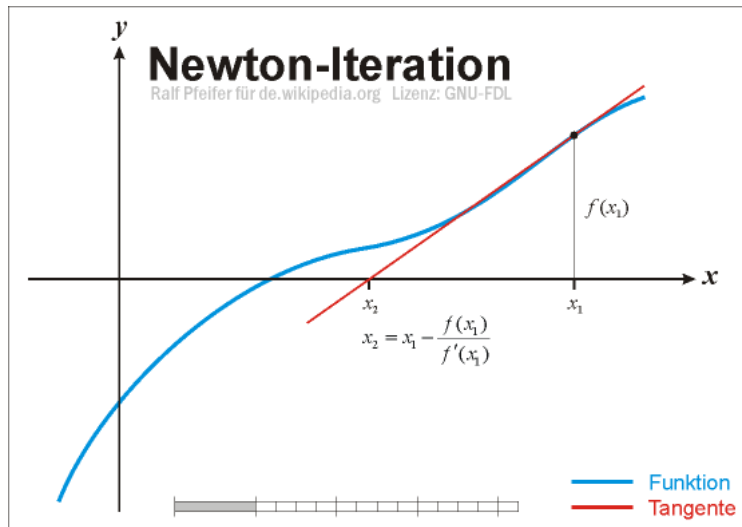 y
Newton-Iteration
Ralf Pfeifer für de.wikipedia.org Lizenz: GNU-FDL
f(x₁)
x
x₂
x₁
x₂ = x₁ − f(x₁)/f'(x₁)
Funktion
Tangente